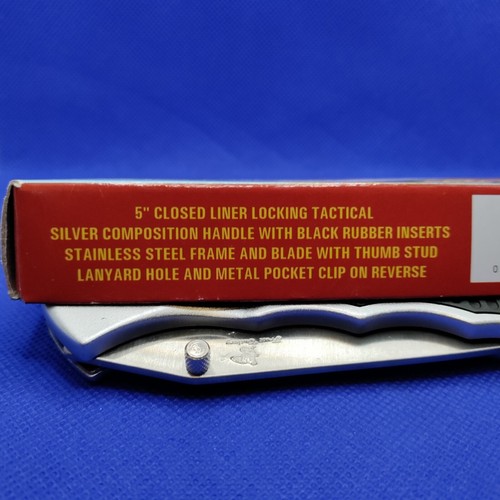 5" CLOSED LINER LOCKING TACTICAL
SILVER COMPOSITION HANDLE WITH BLACK RUBBER INSERTS
STAINLESS STEEL FRAME AND BLADE WITH THUMB STUD
LANYARD HOLE AND METAL POCKET CLIP ON REVERSE
0